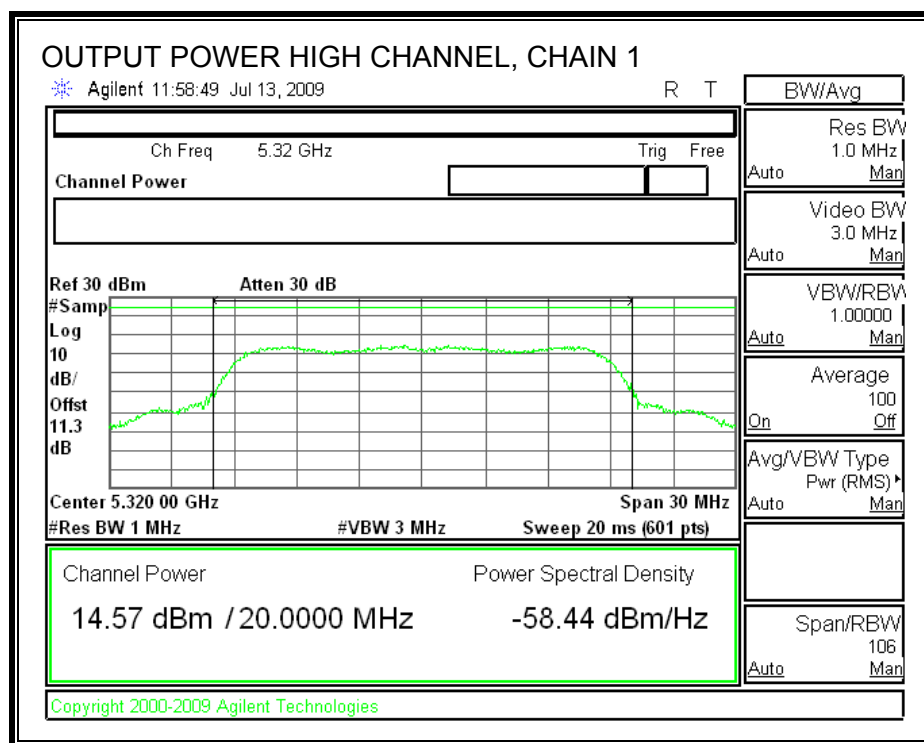 OUTPUT POWER HIGH CHANNEL, CHAIN 1
Agilent 11:58:49 Jul 13, 2009 R T
Ch Freq 5.32 GHz Trig Free
Channel Power
Ref 30 dBm Atten 30 dB
#Samp
Log
10
dB/
Offst
11.3
dB
Center 5.320 00 GHz Span 30 MHz
#Res BW 1 MHz #VBW 3 MHz Sweep 20 ms (601 pts)
Channel Power Power Spectral Density
14.57 dBm / 20.0000 MHz -58.44 dBm/Hz
Copyright 2000-2009 Agilent Technologies
BW/Avg
Res BW
1.0 MHz
Auto Man
Video BW
3.0 MHz
Auto Man
VBW/RBW
1.00000
Auto Man
Average
100
On Off
Avg/VBW Type
Pwr (RMS)
Auto Man
Span/RBW
106
Auto Man